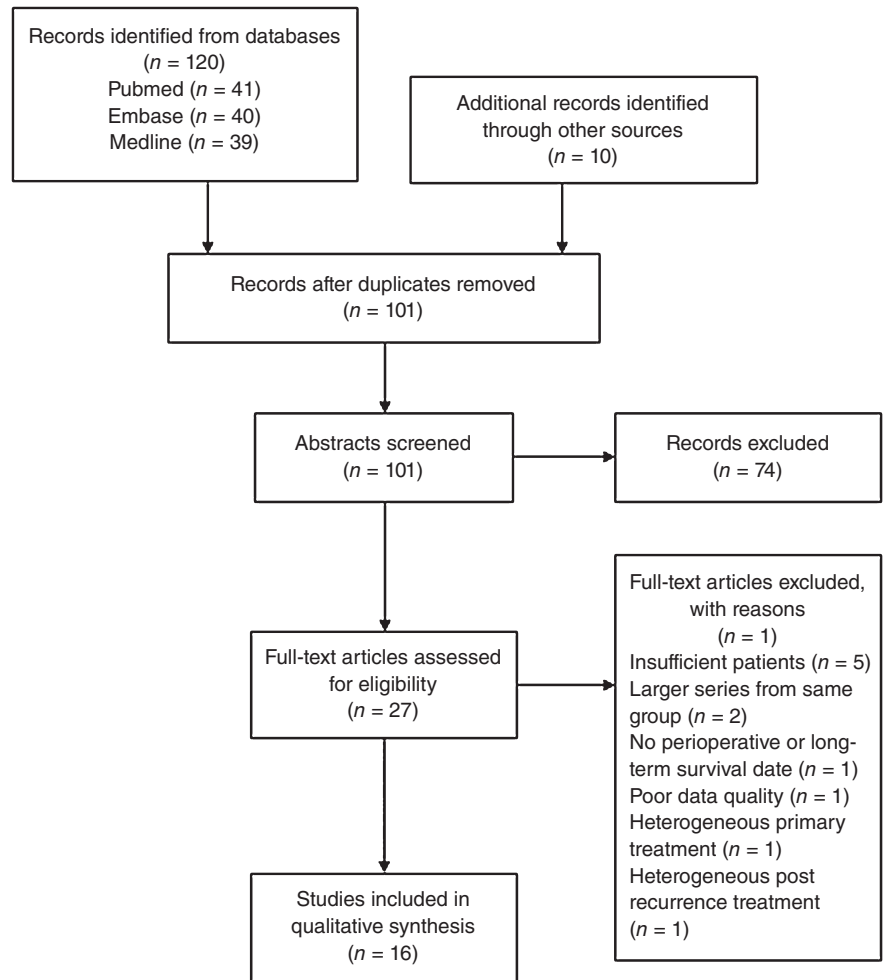 Records identified from databases
(n = 120)
Pubmed (n = 41)
Embase (n = 40)
Medline (n = 39)
Additional records identified
through other sources
(n = 10)
Records after duplicates removed
(n = 101)
Abstracts screened
(n = 101)
Records excluded
(n = 74)
Full-text articles assessed
for eligibility
(n = 27)
Full-text articles excluded,
with reasons
(n = 1)
Insufficient patients (n = 5)
Larger series from same
group (n = 2)
No perioperative or long-
term survival date (n = 1)
Poor data quality (n = 1)
Heterogeneous primary
treatment (n = 1)
Heterogeneous post
recurrence treatment
(n = 1)
Studies included in
qualitative synthesis
(n = 16)